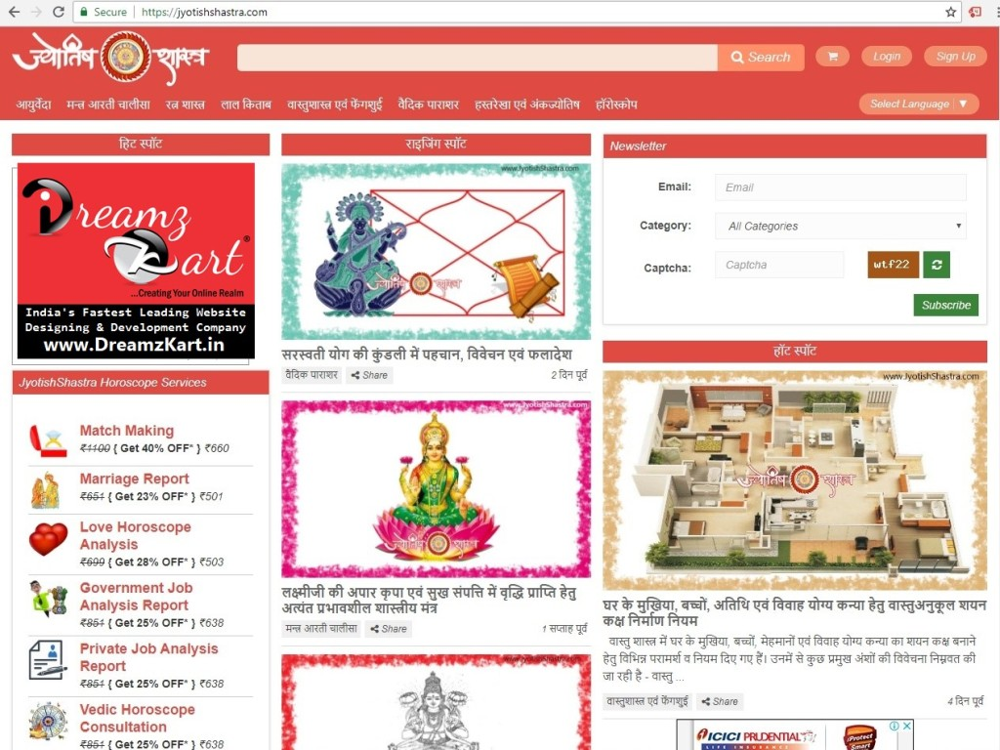 Secure
https://jyotishshastra.com
ज्योतिष शास्त्र
Search
Login
Sign Up
आयुर्वेदा
मन्त्र आरती चालीसा
रत्न शास्त्र
लाल किताब
वास्तुशास्त्र एवं फेंगशुई
वैदिक पाराशर
हस्तरेखा एवं अंकज्योतिष
हॉरोस्कोप
Select Language ▼
हिट स्पॉट
Dreamz
Kart®
...Creating Your Online Realm
India's Fastest Leading Website
Designing & Development Company
www.DreamzKart.in
JyotishShastra Horoscope Services
Match Making
₹1100 { Get 40% OFF* } ₹660
Marriage Report
₹651 { Get 23% OFF* } ₹501
Love Horoscope
Analysis
₹699 { Get 28% OFF* } ₹503
Government Job
Analysis Report
₹851 { Get 25% OFF* } ₹638
Private Job Analysis
Report
₹851 { Get 25% OFF* } ₹638
Vedic Horoscope
Consultation
₹851 { Get 25% OFF* } ₹638
राइजिंग स्पॉट
www.JyotishShastra.com
ज्योतिष शास्त्र
सरस्वती योग की कुंडली में पहचान, विवेचन एवं फलादेश
वैदिक पाराशर
Share
2 दिन पूर्व
www.JyotishShastra.com
ज्योतिष शास्त्र
लक्ष्मीजी की अपार कृपा एवं सुख संपत्ति में वृद्धि प्राप्ति हेतु
अत्यंत प्रभावशील शास्त्रीय मंत्र
मन्त्र आरती चालीसा
Share
1 सप्ताह पूर्व
www.JyotishShastra.com
Newsletter
Email:
Email
Category:
All Categories
Captcha:
Captcha
wtf22
Subscribe
हॉट स्पॉट
www.JyotishShastra.com
ज्योतिष शास्त्र
घर के मुखिया, बच्चों, अतिथि एवं विवाह योग्य कन्या हेतु वास्तुअनुकूल शयन
कक्ष निर्माण नियम
वास्तु शास्त्र में घर के मुखिया, बच्चों, मेहमानों एवं विवाह योग्य कन्या का शयन कक्ष बनाने
हेतु विभिन्न परामर्श व नियम दिए गए हैं। उनमें से कुछ प्रमुख अंशों की विवेचना निम्नवत की
जा रही है - वास्तु ...
वास्तुशास्त्र एवं फेंगशुई
Share
4 दिन पूर्व
ICICI PRUDENTIAL
LIFE INSURANCE
iProtect
Smart